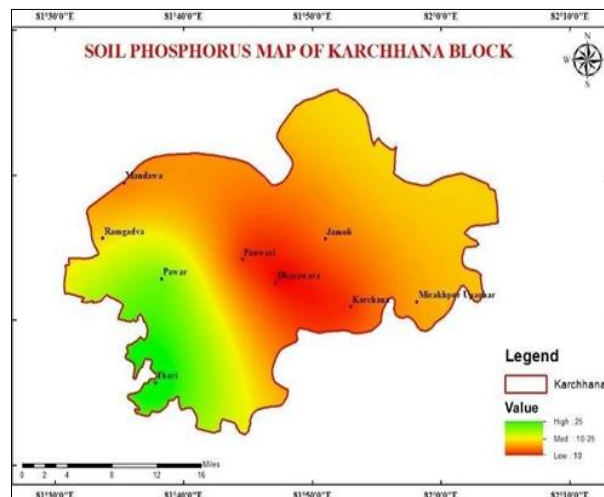 81°30'0"E 81°40'0"E 81°50'0"E 82°0'0"E 82°10'0"E
SOIL PHOSPHORUS MAP OF KARCHHANA BLOCK
N
W
S
Mandawa
Ramgadva
Jamoli
Panwari
Pawar
Dharawara
Karchana
Mirakhpur Uparhar
Thari
Legend
Karchhana
Value
High : 25
Med : 10-25
Low : 10
Miles
0 2 4 8 12 16
81°30'0"E 81°40'0"E 81°50'0"E 82°0'0"E 82°10'0"E